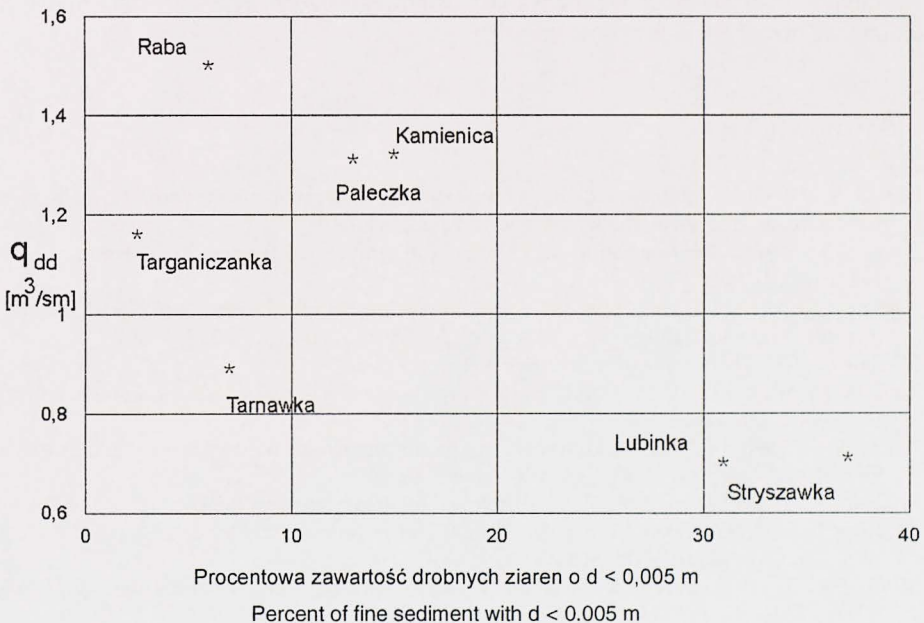 1,6
Raba
*
1,4
Kamienica
* *
Paleczka
1,2
*
q dd
Targaniczanka
[m³/sm]
1
*
Tarnawka
0,8
Lubinka
* *
Stryszawka
0,6
0 10 20 30 40
Procentowa zawartość drobnych ziaren o d < 0,005 m
Percent of fine sediment with d < 0.005 m